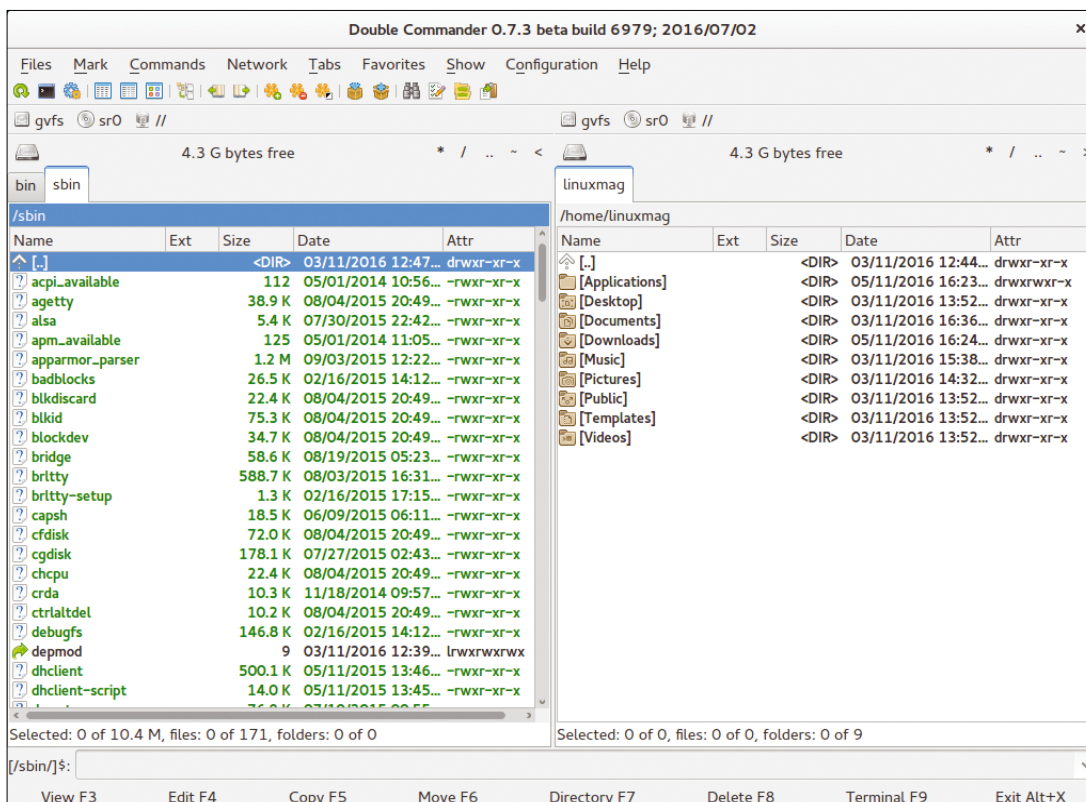 Double Commander 0.7.3 beta build 6979; 2016/07/02
Files Mark Commands Network Tabs Favorites Show Configuration Help
gvfs sr0 //
4.3 G bytes free * / .. ~ <
bin sbin
/sbin
Name Ext Size Date Attr
[..] <DIR> 03/11/2016 12:47... drwxr-xr-x
acpi_available 112 05/01/2014 10:56... -rwxr-xr-x
agetty 38.9 K 08/04/2015 20:49... -rwxr-xr-x
alsa 5.4 K 07/30/2015 22:42... -rwxr-xr-x
apm_available 125 05/01/2014 11:05... -rwxr-xr-x
apparmor_parser 1.2 M 09/03/2015 12:22... -rwxr-xr-x
badblocks 26.5 K 02/16/2015 14:12... -rwxr-xr-x
blkdiscard 22.4 K 08/04/2015 20:49... -rwxr-xr-x
blkid 75.3 K 08/04/2015 20:49... -rwxr-xr-x
blockdev 34.7 K 08/04/2015 20:49... -rwxr-xr-x
bridge 58.6 K 08/19/2015 05:23... -rwxr-xr-x
brltty 588.7 K 08/03/2015 16:31... -rwxr-xr-x
brltty-setup 1.3 K 02/16/2015 17:15... -rwxr-xr-x
capsh 18.5 K 06/09/2015 06:11... -rwxr-xr-x
cfdisk 72.0 K 08/04/2015 20:49... -rwxr-xr-x
cgdisk 178.1 K 07/27/2015 02:43... -rwxr-xr-x
chcpu 22.4 K 08/04/2015 20:49... -rwxr-xr-x
crda 10.3 K 11/18/2014 09:57... -rwxr-xr-x
ctrlaltdel 10.2 K 08/04/2015 20:49... -rwxr-xr-x
debugfs 146.8 K 02/16/2015 14:12... -rwxr-xr-x
depmod 9 03/11/2016 12:39... lrwxrwxrwx
dhclient 500.1 K 05/11/2015 13:46... -rwxr-xr-x
dhclient-script 14.0 K 05/11/2015 13:45... -rwxr-xr-x
Selected: 0 of 10.4 M, files: 0 of 171, folders: 0 of 0
gvfs sr0 //
4.3 G bytes free * / .. ~ >
linuxmag
/home/linuxmag
Name Ext Size Date Attr
[..] <DIR> 03/11/2016 12:44... drwxr-xr-x
[Applications] <DIR> 05/11/2016 16:23... drwxrwxr-x
[Desktop] <DIR> 03/11/2016 13:52... drwxr-xr-x
[Documents] <DIR> 03/11/2016 16:36... drwxr-xr-x
[Downloads] <DIR> 05/11/2016 16:24... drwxr-xr-x
[Music] <DIR> 03/11/2016 15:38... drwxr-xr-x
[Pictures] <DIR> 03/11/2016 14:32... drwxr-xr-x
[Public] <DIR> 03/11/2016 13:52... drwxr-xr-x
[Templates] <DIR> 03/11/2016 13:52... drwxr-xr-x
[Videos] <DIR> 03/11/2016 13:52... drwxr-xr-x
Selected: 0 of 0, files: 0 of 0, folders: 0 of 9
[/sbin/]$:
View F3 Edit F4 Copy F5 Move F6 Directory F7 Delete F8 Terminal F9 Exit Alt+X